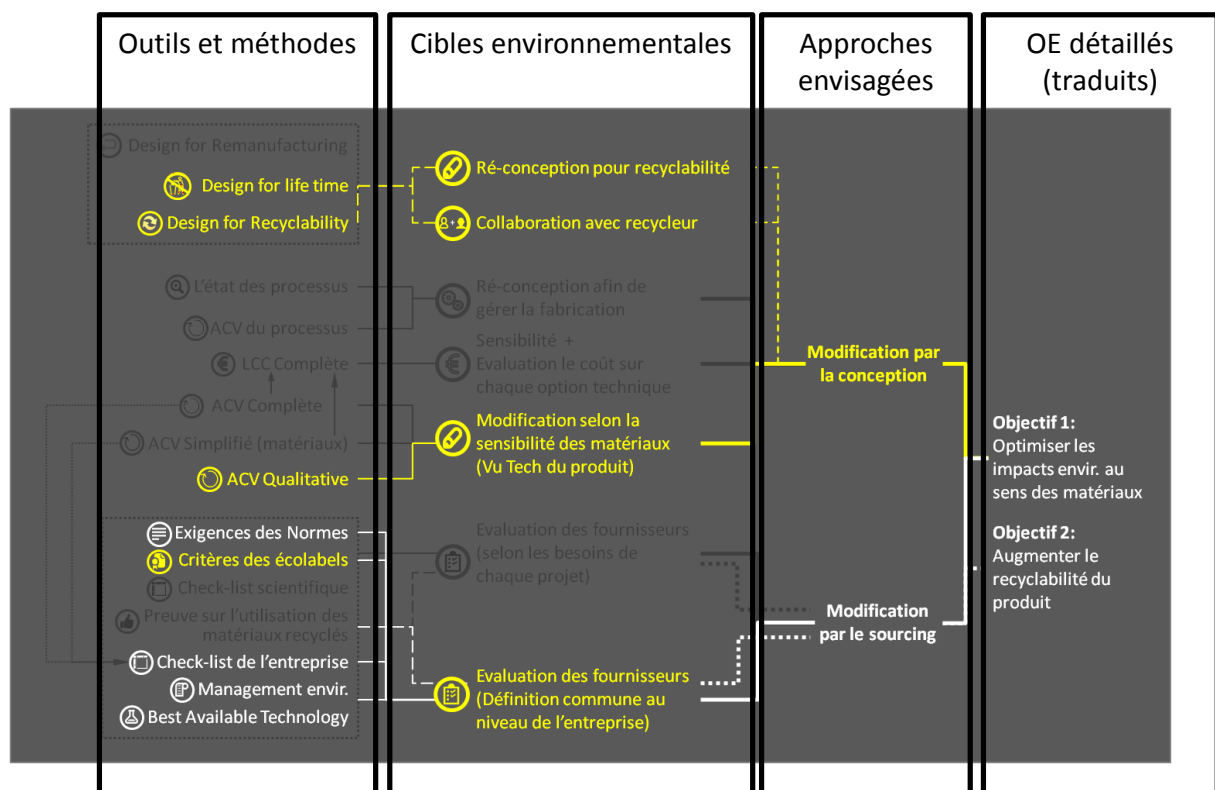 Outils et méthodes
Cibles environnementales
Approches
envisagées
OE détaillés
(traduits)
Design for Remanufacturing
Design for life time
Design for Recyclability
L'état des processus
ACV du processus
LCC Complète
ACV Complète
ACV Simplifié (matériaux)
ACV Qualitative
Exigences des Normes
Critères des écolabels
Check-list scientifique
Preuve sur l'utilisation des
matériaux recyclés
Check-list de l'entreprise
Management envir.
Best Available Technology
Ré-conception pour recyclabilité
Collaboration avec recycleur
Ré-conception afin de
gérer la fabrication
Sensibilité +
Evaluation le coût sur
chaque option technique
Modification selon la
sensibilité des matériaux
(Vu Tech du produit)
Evaluation des fournisseurs
(selon les besoins de
chaque projet)
Evaluation des fournisseurs
(Définition commune au
niveau de l'entreprise)
Modification par
la conception
Modification
par le sourcing
Objectif 1:
Optimiser les
impacts envir. au
sens des matériaux
Objectif 2:
Augmenter le
recyclabilité du
produit